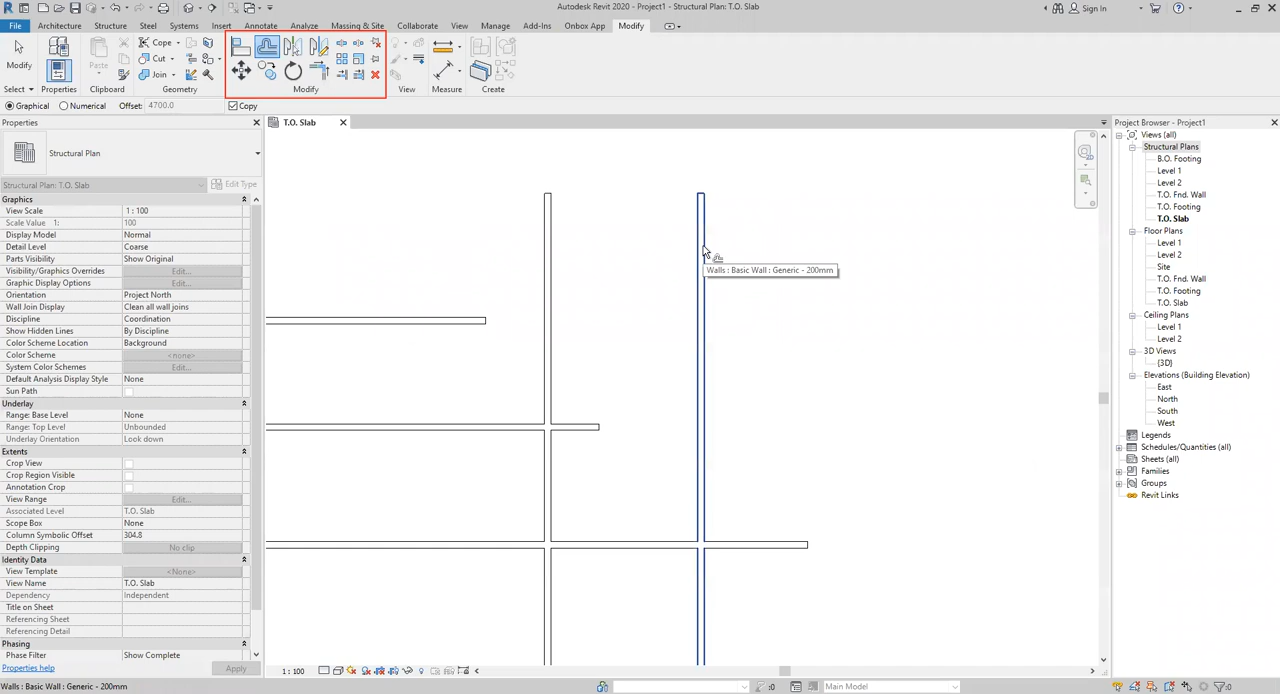 Autodesk Revit 2020 - Project1 - Structural Plan: T.O. Slab
Sign In
File Architecture Structure Steel Systems Insert Annotate Analyze Massing & Site Collaborate View Manage Add-Ins Onbox App Modify
Modify
Select
Properties
Paste
Clipboard
Cope
Cut
Join
Geometry
Modify
View
Measure
Create
Graphical Numerical Offset: 4700.0 Copy
Properties
Structural Plan
Structural Plan: T.O. Slab Edit Type
Graphics
View Scale 1 : 100
Scale Value 1: 100
Display Model Normal
Detail Level Coarse
Parts Visibility Show Original
Visibility/Graphics Overrides Edit...
Graphic Display Options Edit...
Orientation Project North
Wall Join Display Clean all wall joins
Discipline Coordination
Show Hidden Lines By Discipline
Color Scheme Location Background
Color Scheme <none>
System Color Schemes Edit...
Default Analysis Display Style None
Sun Path
Underlay
Range: Base Level None
Range: Top Level Unbounded
Underlay Orientation Look down
Extents
Crop View
Crop Region Visible
Annotation Crop
View Range Edit...
Associated Level T.O. Slab
Scope Box None
Column Symbolic Offset 304.8
Depth Clipping No clip
Identity Data
View Template <None>
View Name T.O. Slab
Dependency Independent
Title on Sheet
Referencing Sheet
Referencing Detail
Phasing
Phase Filter Show Complete
Properties help Apply
T.O. Slab
Walls : Basic Wall : Generic - 200mm
1 : 100
Project Browser - Project1
Views (all)
Structural Plans
B.O. Footing
Level 1
Level 2
T.O. Fnd. Wall
T.O. Footing
T.O. Slab
Floor Plans
Level 1
Level 2
Site
T.O. Fnd. Wall
T.O. Footing
T.O. Slab
Ceiling Plans
Level 1
Level 2
3D Views
{3D}
Elevations (Building Elevation)
East
North
South
West
Legends
Schedules/Quantities (all)
Sheets (all)
Families
Groups
Revit Links
Walls : Basic Wall : Generic - 200mm
:0
Main Model
:0